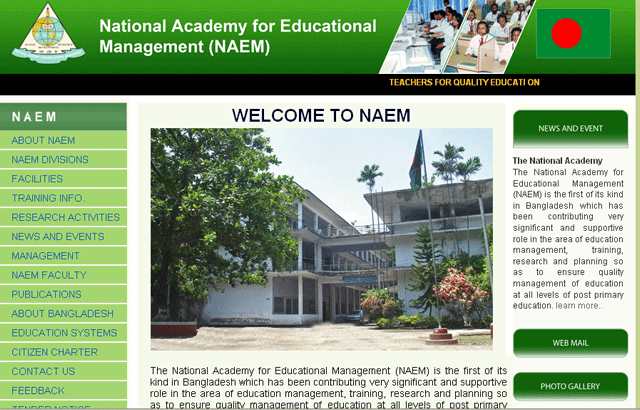 National Academy for Educational
Management (NAEM)
TEACHERS FOR QUALITY EDUCATION
NAEM
ABOUT NAEM
NAEM DIVISIONS
FACILITIES
TRAINING INFO.
RESEARCH ACTIVITIES
NEWS AND EVENTS
MANAGEMENT
NAEM FACULTY
PUBLICATIONS
ABOUT BANGLADESH
EDUCATION SYSTEMS
CITIZEN CHARTER
CONTACT US
FEEDBACK
TENDER NOTICE
WELCOME TO NAEM
The National Academy for Educational Management (NAEM) is the first of its
kind in Bangladesh which has been contributing very significant and supportive
role in the area of education management, training, research and planning so
as to ensure quality management of education at all levels of post primary
NEWS AND EVENT
The National Academy
The National Academy for
Educational Management
(NAEM) is the first of its kind
in Bangladesh which has
been contributing very
significant and supportive
role in the area of education
management, training,
research and planning so
as to ensure quality
management of education
at all levels of post primary
education. learn more..
WEB MAIL
PHOTO GALLERY